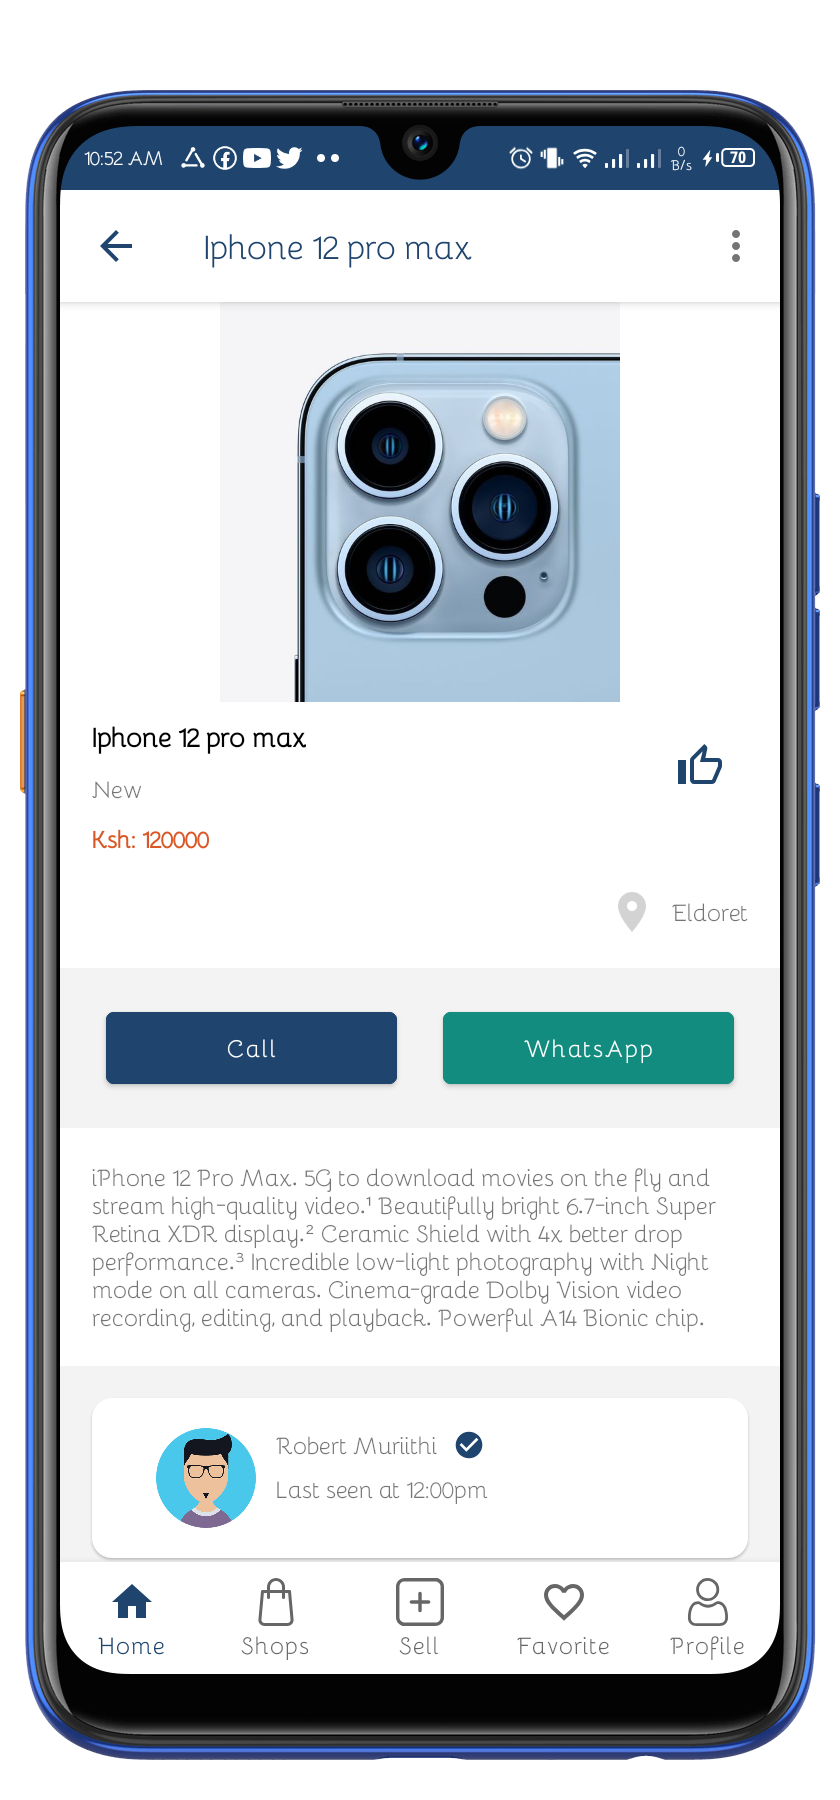 10:52 AM
0
B/s
70
Iphone 12 pro max
Iphone 12 pro max
New
Ksh: 120000
Eldoret
Call
WhatsApp
iPhone 12 Pro Max. 5G to download movies on the fly and
stream high-quality video.¹ Beautifully bright 6.7-inch Super
Retina XDR display.² Ceramic Shield with 4x better drop
performance.³ Incredible low-light photography with Night
mode on all cameras. Cinema-grade Dolby Vision video
recording, editing, and playback. Powerful A14 Bionic chip.
Robert Muriithi
Last seen at 12:00pm
Home
Shops
Sell
Favorite
Profile